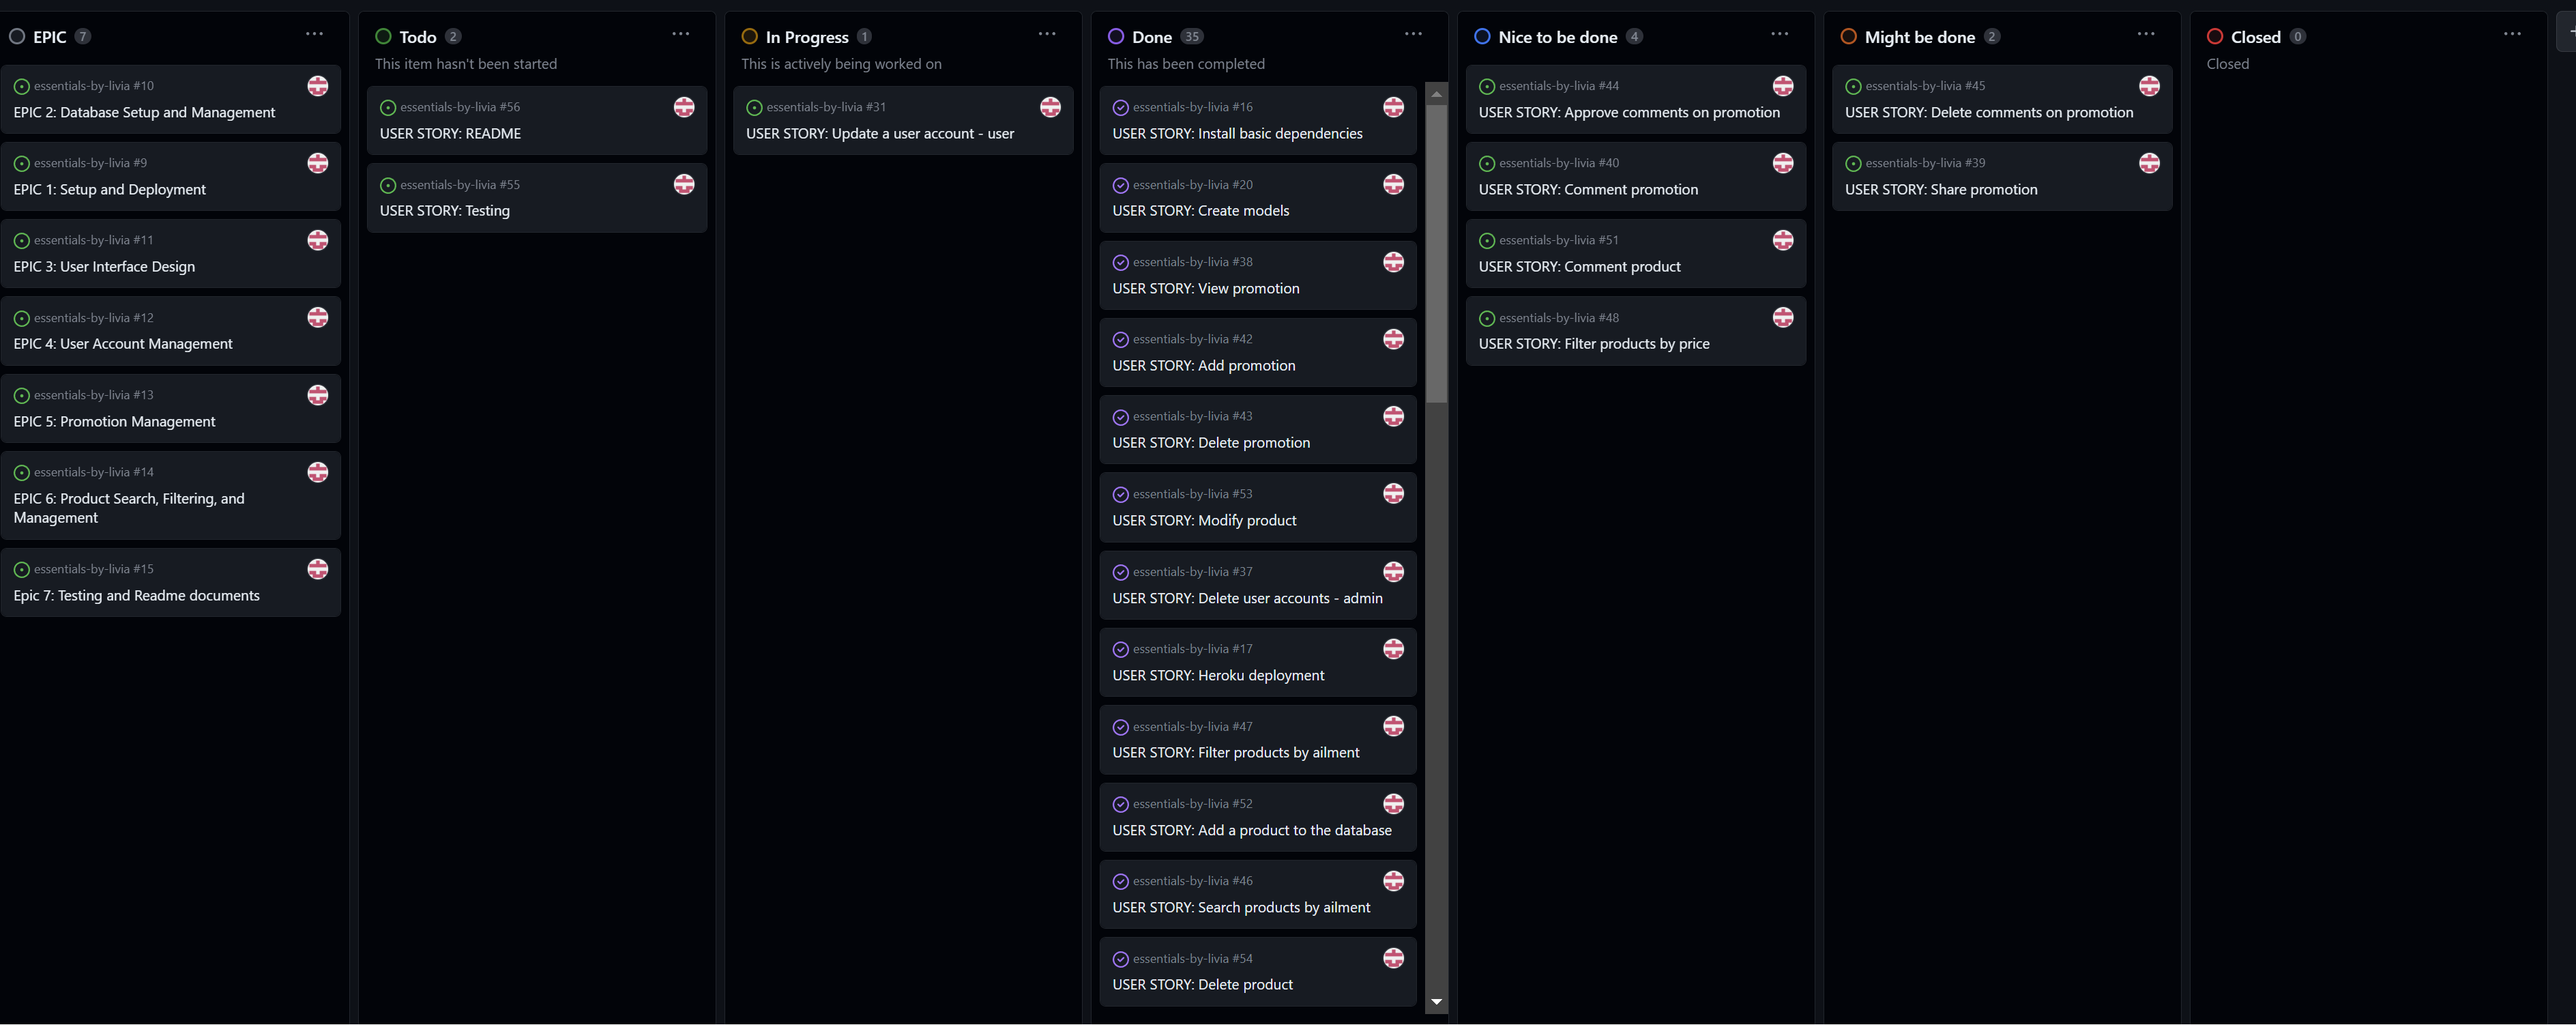 EPIC 7
essentials-by-livia #10
EPIC 2: Database Setup and Management
essentials-by-livia #9
EPIC 1: Setup and Deployment
essentials-by-livia #11
EPIC 3: User Interface Design
essentials-by-livia #12
EPIC 4: User Account Management
essentials-by-livia #13
EPIC 5: Promotion Management
essentials-by-livia #14
EPIC 6: Product Search, Filtering, and
Management
essentials-by-livia #15
Epic 7: Testing and Readme documents
Todo 2
This item hasn't been started
essentials-by-livia #56
USER STORY: README
essentials-by-livia #55
USER STORY: Testing
In Progress 1
This is actively being worked on
essentials-by-livia #31
USER STORY: Update a user account - user
Done 35
This has been completed
essentials-by-livia #16
USER STORY: Install basic dependencies
essentials-by-livia #20
USER STORY: Create models
essentials-by-livia #38
USER STORY: View promotion
essentials-by-livia #42
USER STORY: Add promotion
essentials-by-livia #43
USER STORY: Delete promotion
essentials-by-livia #53
USER STORY: Modify product
essentials-by-livia #37
USER STORY: Delete user accounts - admin
essentials-by-livia #17
USER STORY: Heroku deployment
essentials-by-livia #47
USER STORY: Filter products by ailment
essentials-by-livia #52
USER STORY: Add a product to the database
essentials-by-livia #46
USER STORY: Search products by ailment
essentials-by-livia #54
USER STORY: Delete product
Nice to be done 4
essentials-by-livia #44
USER STORY: Approve comments on promotion
essentials-by-livia #40
USER STORY: Comment promotion
essentials-by-livia #51
USER STORY: Comment product
essentials-by-livia #48
USER STORY: Filter products by price
Might be done 2
essentials-by-livia #45
USER STORY: Delete comments on promotion
essentials-by-livia #39
USER STORY: Share promotion
Closed 0
Closed